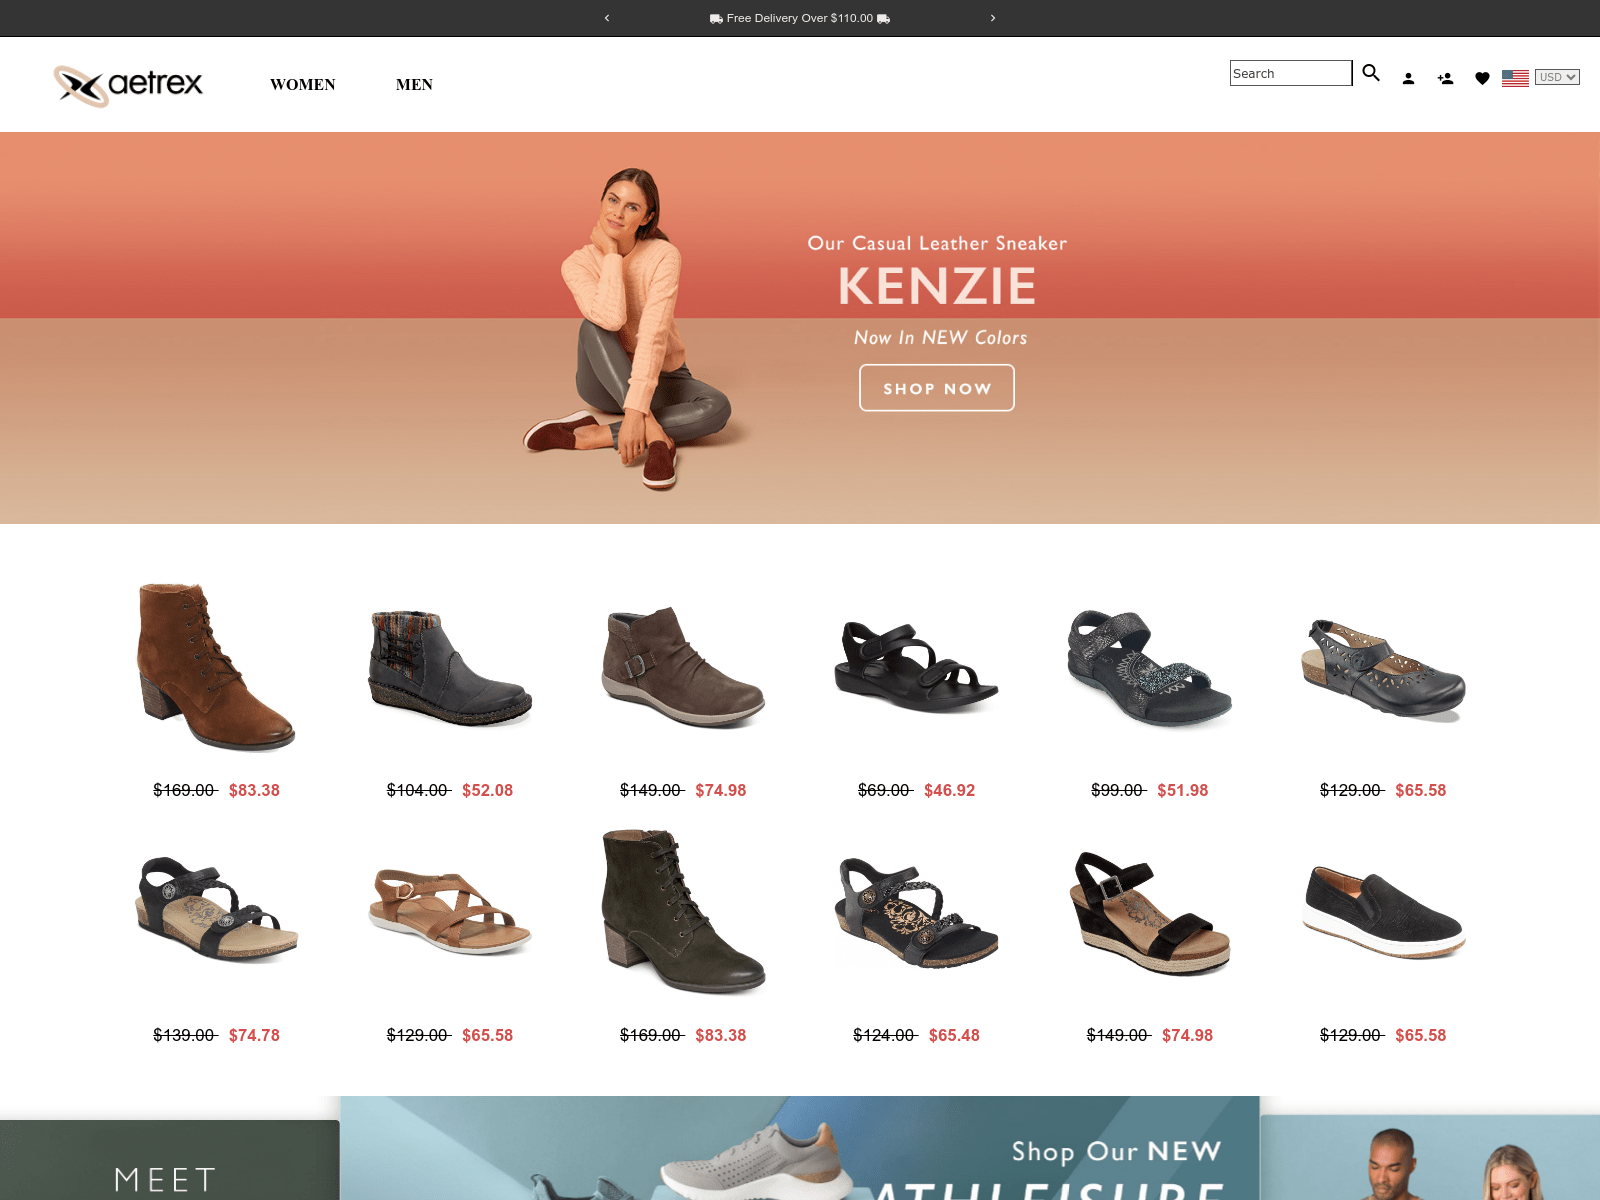 Free Delivery Over $110.00
aetrex
WOMEN
MEN
Search
USD
Our Casual Leather Sneaker
KENZIE
Now In NEW Colors
SHOP NOW
$169.00 $83.38
$104.00 $52.08
$149.00 $74.98
$69.00 $46.92
$99.00 $51.98
$129.00 $65.58
$139.00 $74.78
$129.00 $65.58
$169.00 $83.38
$124.00 $65.48
$149.00 $74.98
$129.00 $65.58
MEET
Shop Our NEW
ATHLEISURE